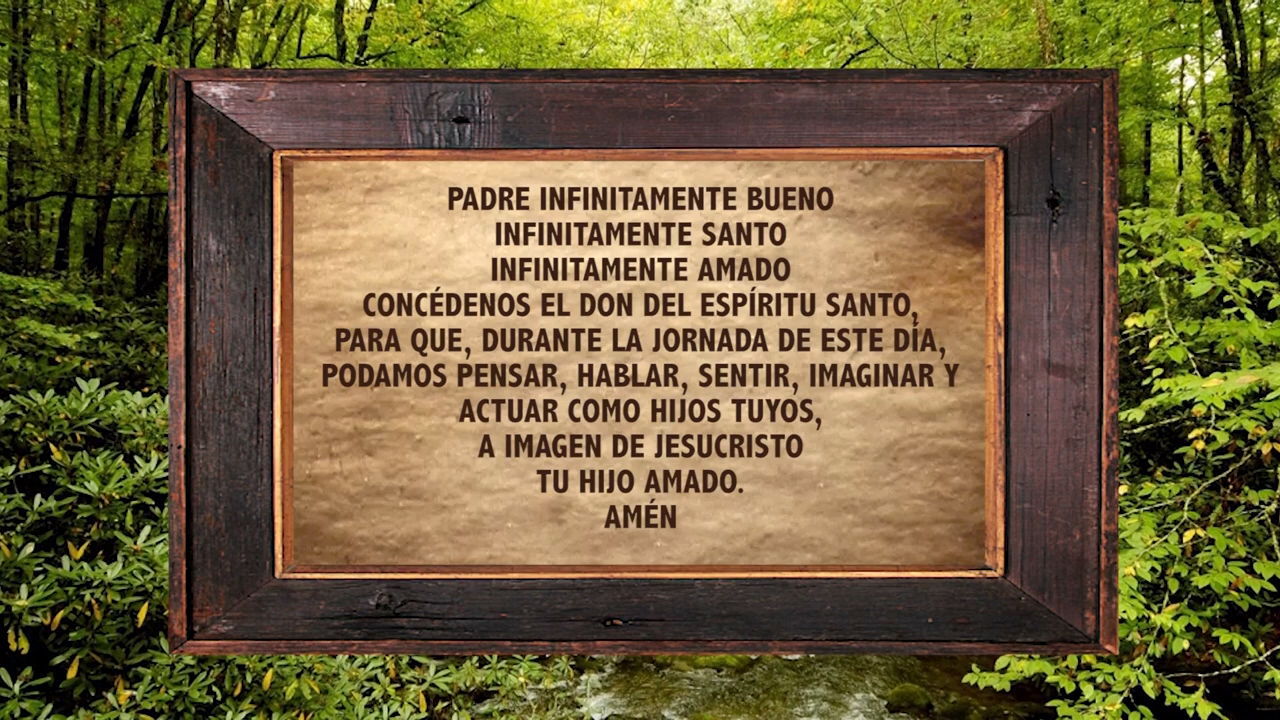 PADRE INFINITAMENTE BUENO
INFINITAMENTE SANTO
INFINITAMENTE AMADO
CONCÉDENOS EL DON DEL ESPÍRITU SANTO,
PARA QUE, DURANTE LA JORNADA DE ESTE DÍA,
PODAMOS PENSAR, HABLAR, SENTIR, IMAGINAR Y
ACTUAR COMO HIJOS TUYOS,
A IMAGEN DE JESUCRISTO
TU HIJO AMADO.
AMÉN